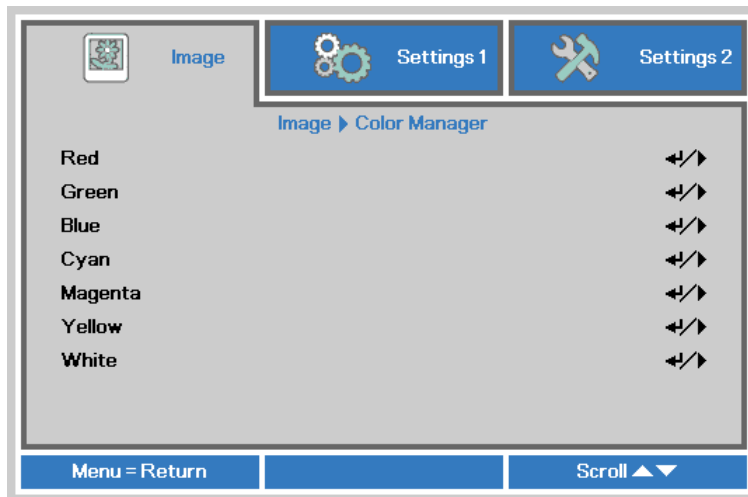 Image
Settings 1
Settings 2
Image ▶ Color Manager
Red ↵/▶
Green ↵/▶
Blue ↵/▶
Cyan ↵/▶
Magenta ↵/▶
Yellow ↵/▶
White ↵/▶
Menu = Return
Scroll ▲▼